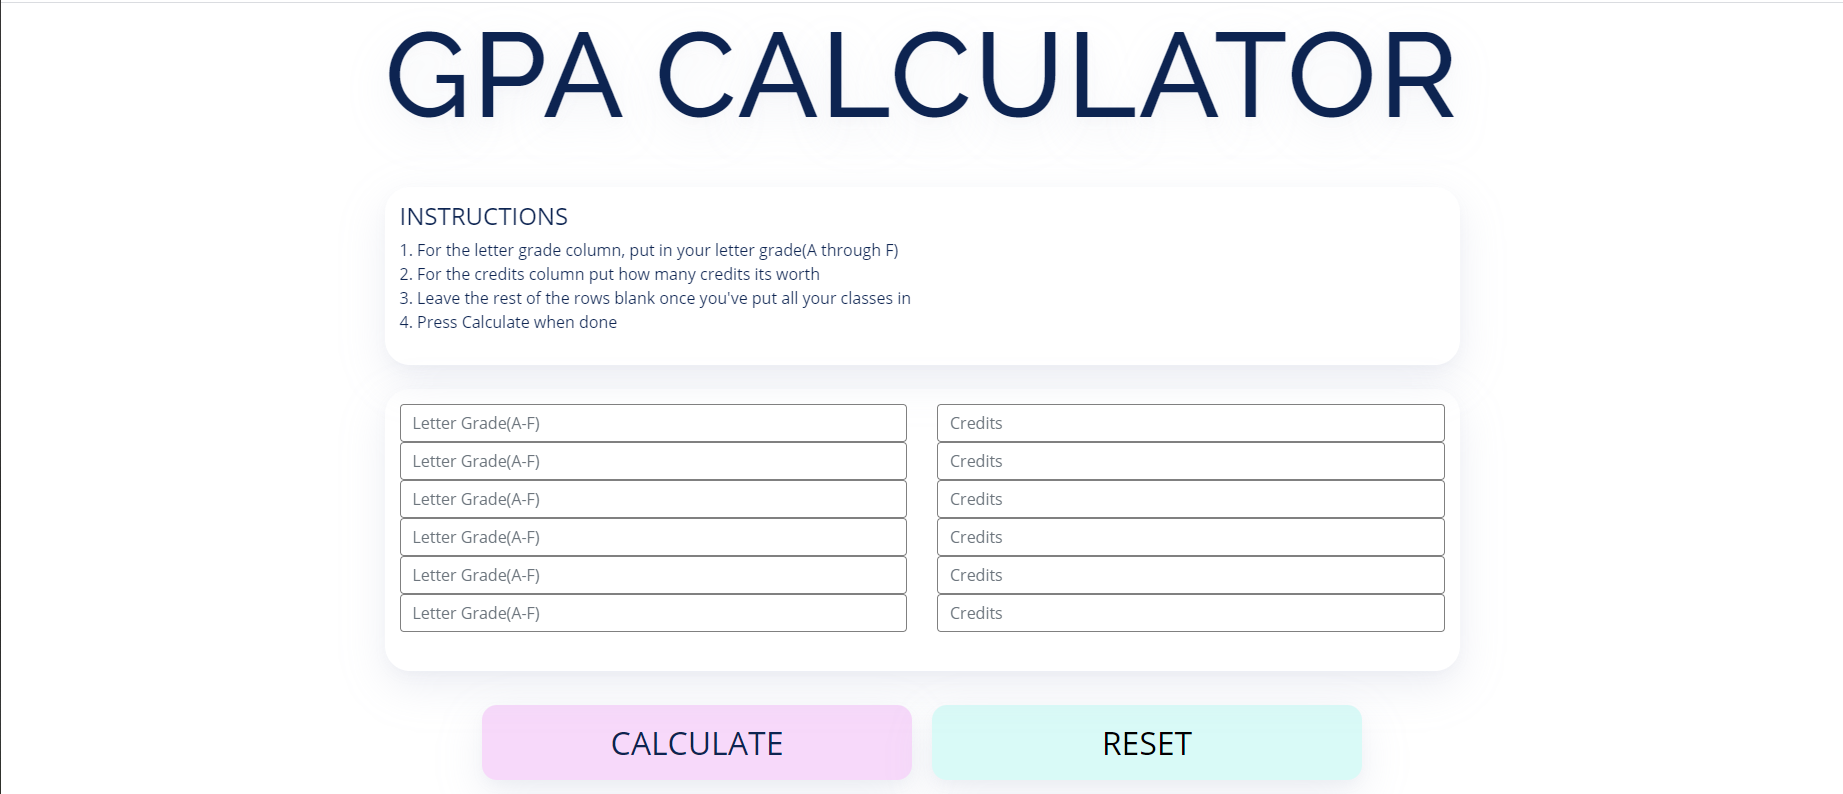 GPA CALCULATOR
INSTRUCTIONS
1. For the letter grade column, put in your letter grade(A through F)
2. For the credits column put how many credits its worth
3. Leave the rest of the rows blank once you've put all your classes in
4. Press Calculate when done
Letter Grade(A-F) Credits
Letter Grade(A-F) Credits
Letter Grade(A-F) Credits
Letter Grade(A-F) Credits
Letter Grade(A-F) Credits
Letter Grade(A-F) Credits
CALCULATE RESET